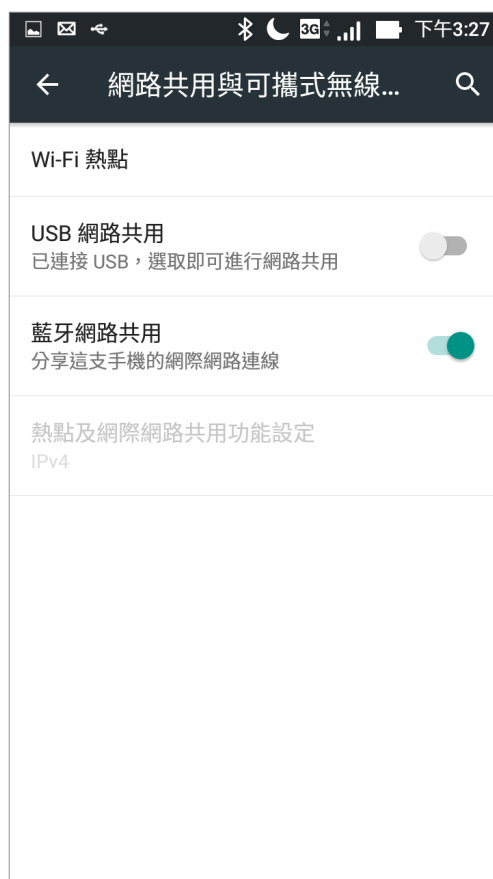 3G 下午3:27
網路共用與可攜式無線...
Wi-Fi 熱點
USB 網路共用
已連接 USB，選取即可進行網路共用
藍牙網路共用
分享這支手機的網際網路連線
熱點及網際網路共用功能設定
IPv4